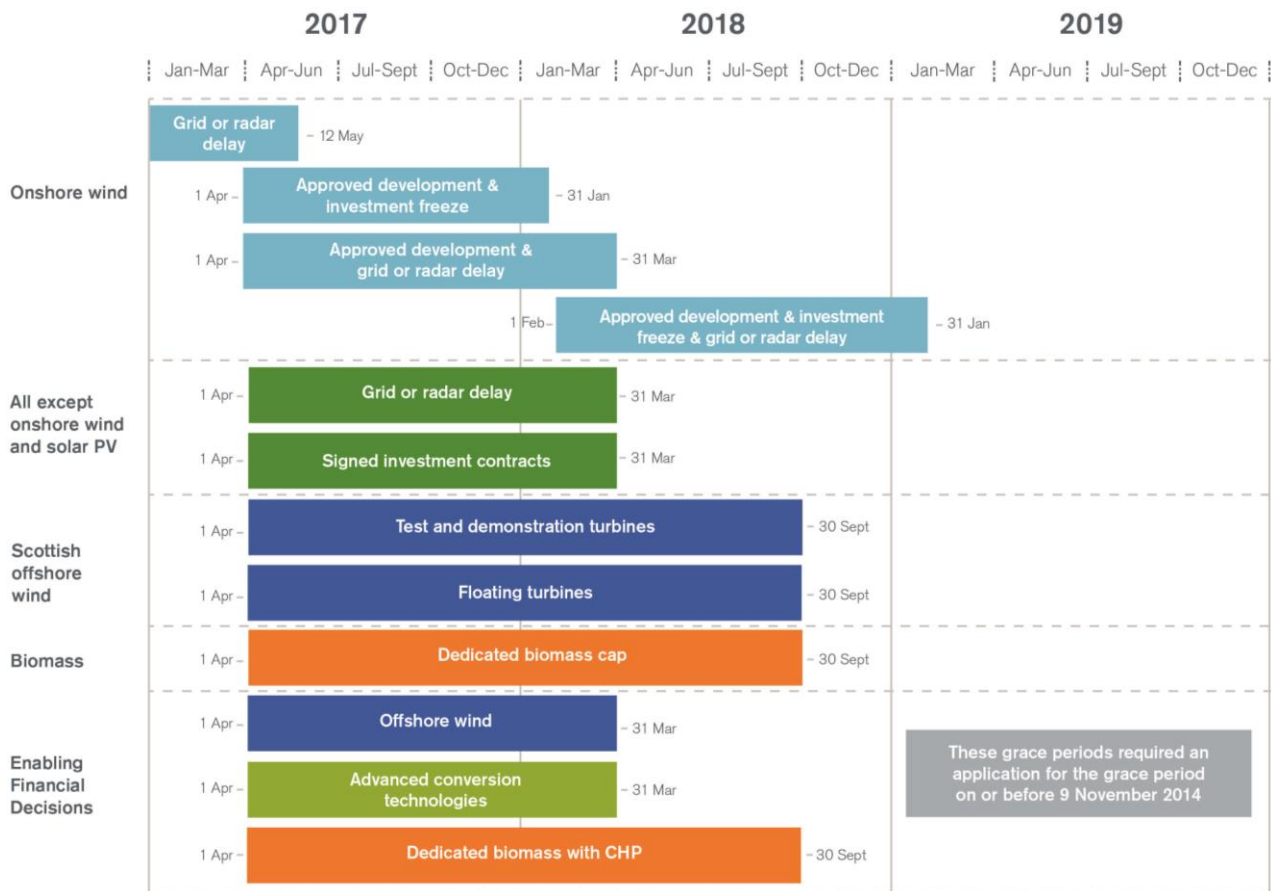 2017 2018 2019
Jan-Mar Apr-Jun Jul-Sept Oct-Dec Jan-Mar Apr-Jun Jul-Sept Oct-Dec Jan-Mar Apr-Jun Jul-Sept Oct-Dec
Onshore wind
Grid or radar
delay
12 May
1 Apr
Approved development &
investment freeze
31 Jan
1 Apr
Approved development &
grid or radar delay
31 Mar
1 Feb
Approved development & investment
freeze & grid or radar delay
31 Jan
All except
onshore wind
and solar PV
1 Apr
Grid or radar delay
31 Mar
1 Apr
Signed investment contracts
31 Mar
Scottish
offshore
wind
1 Apr
Test and demonstration turbines
30 Sept
1 Apr
Floating turbines
30 Sept
Biomass
1 Apr
Dedicated biomass cap
30 Sept
Enabling
Financial
Decisions
1 Apr
Offshore wind
31 Mar
1 Apr
Advanced conversion
technologies
31 Mar
1 Apr
Dedicated biomass with CHP
30 Sept
These grace periods required an
application for the grace period
on or before 9 November 2014